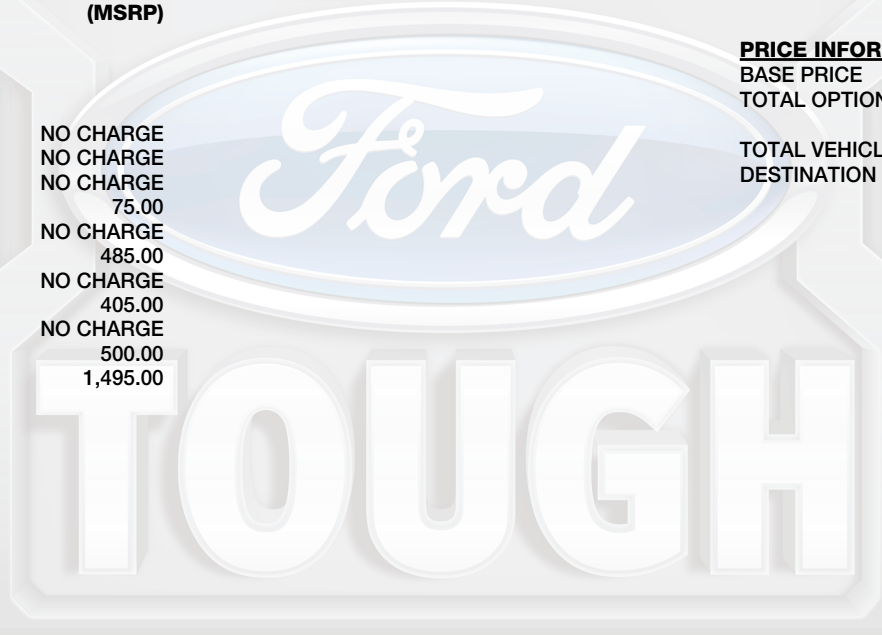 (MSRP)
NO CHARGE
NO CHARGE
NO CHARGE
75.00
NO CHARGE
485.00
NO CHARGE
405.00
NO CHARGE
500.00
1,495.00
PRICE INFOR
BASE PRICE
TOTAL OPTION
TOTAL VEHICL
DESTINATION
Ford
TOUGH